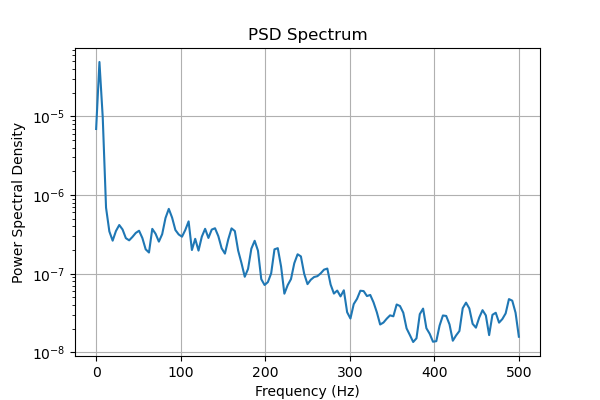 PSD Spectrum
Power Spectral Density
10⁻⁵
10⁻⁶
10⁻⁷
10⁻⁸
0 100 200 300 400 500
Frequency (Hz)